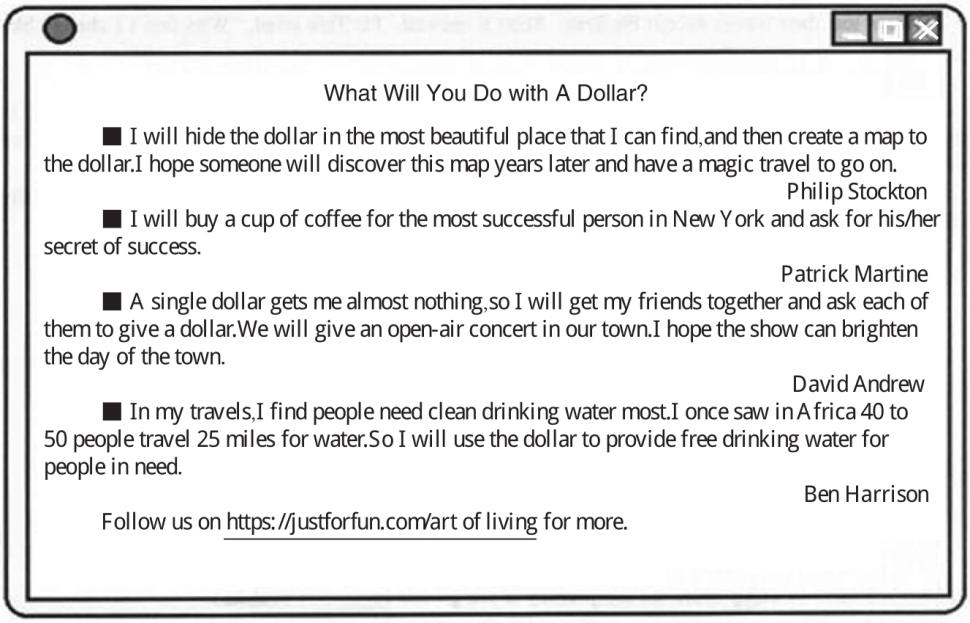 What Will You Do with A Dollar?
■ I will hide the dollar in the most beautiful place that I can find,and then create a map to
the dollar.I hope someone will discover this map years later and have a magic travel to go on.
Philip Stockton
■ I will buy a cup of coffee for the most successful person in New York and ask for his/her
secret of success.
Patrick Martine
■ A single dollar gets me almost nothing,so I will get my friends together and ask each of
them to give a dollar.We will give an open-air concert in our town.I hope the show can brighten
the day of the town.
David Andrew
■ In my travels,I find people need clean drinking water most.I once saw in Africa 40 to
50 people travel 25 miles for water.So I will use the dollar to provide free drinking water for
people in need.
Ben Harrison
Follow us on https://justforfun.com/art of living for more.